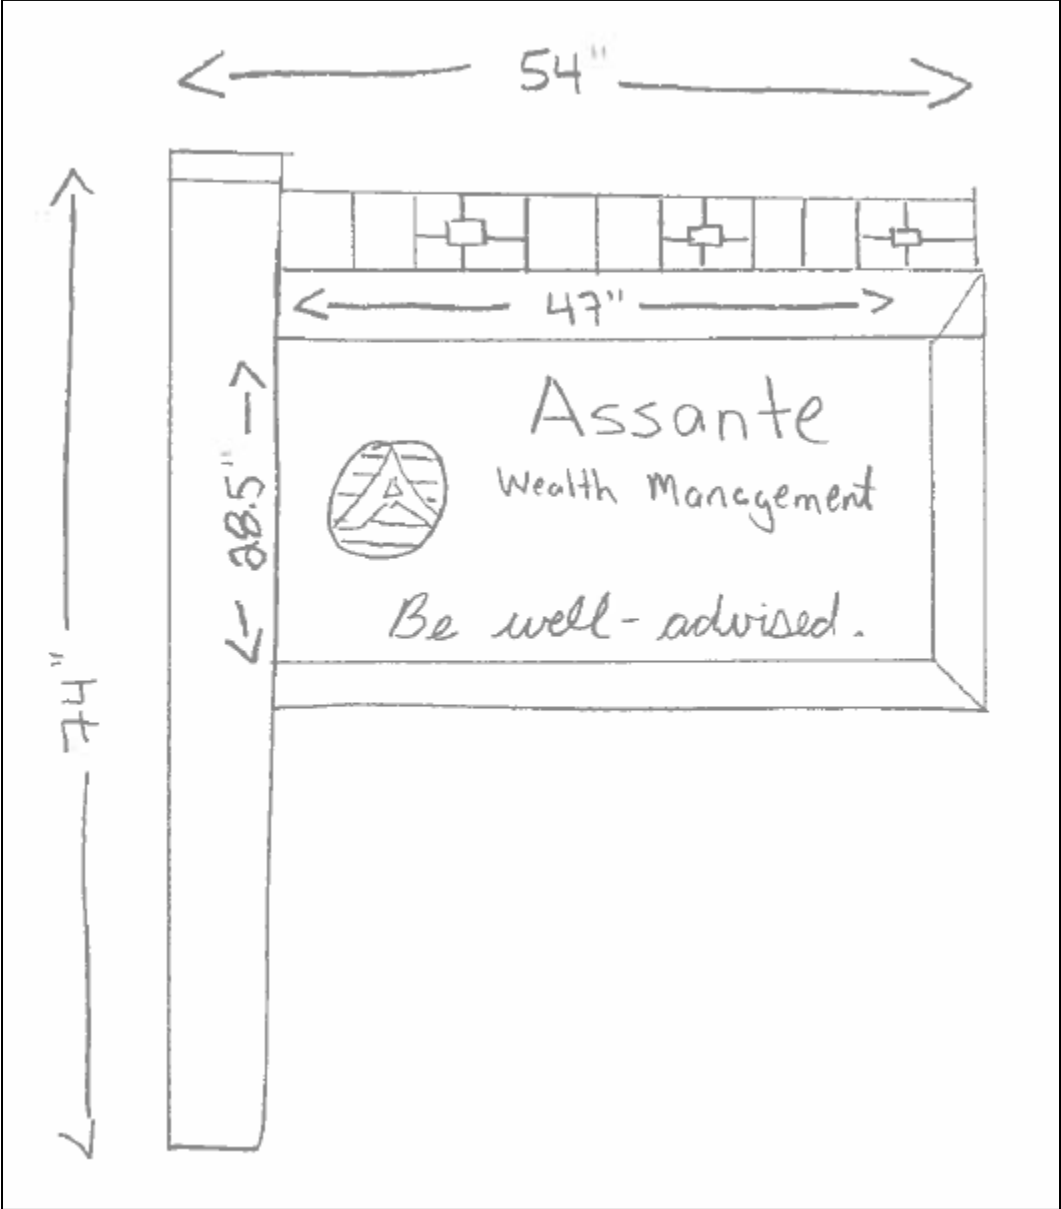 54"
47"
28.5"
74"
Assante
Wealth Management
Be well-advised.